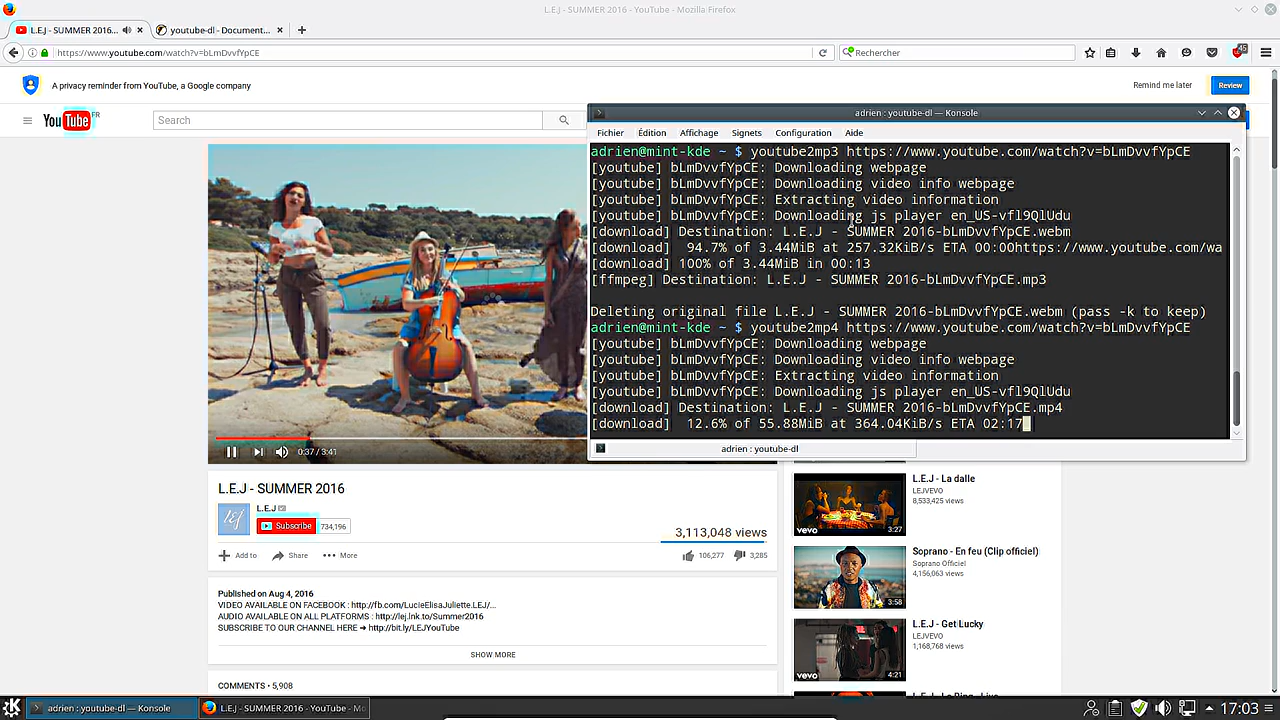 L.E.J - SUMMER 2016 - YouTube - Mozilla Firefox
L.E.J - SUMMER 2016...
youtube-dl - Document...
https://www.youtube.com/watch?v=bLmDvvfYpCE
Rechercher
45
A privacy reminder from YouTube, a Google company
Remind me later
Review
YouTube FR
Search
adrien : youtube-dl — Konsole
Fichier Édition Affichage Signets Configuration Aide
adrien@mint-kde ~ $ youtube2mp3 https://www.youtube.com/watch?v=bLmDvvfYpCE
[youtube] bLmDvvfYpCE: Downloading webpage
[youtube] bLmDvvfYpCE: Downloading video info webpage
[youtube] bLmDvvfYpCE: Extracting video information
[youtube] bLmDvvfYpCE: Downloading js player en_US-vfl9QlUdu
[download] Destination: L.E.J - SUMMER 2016-bLmDvvfYpCE.webm
[download]  94.7% of 3.44MiB at 257.32KiB/s ETA 00:00https://www.youtube.com/wa
[download] 100% of 3.44MiB in 00:13
[ffmpeg] Destination: L.E.J - SUMMER 2016-bLmDvvfYpCE.mp3
Deleting original file L.E.J - SUMMER 2016-bLmDvvfYpCE.webm (pass -k to keep)
adrien@mint-kde ~ $ youtube2mp4 https://www.youtube.com/watch?v=bLmDvvfYpCE
[youtube] bLmDvvfYpCE: Downloading webpage
[youtube] bLmDvvfYpCE: Downloading video info webpage
[youtube] bLmDvvfYpCE: Extracting video information
[youtube] bLmDvvfYpCE: Downloading js player en_US-vfl9QlUdu
[download] Destination: L.E.J - SUMMER 2016-bLmDvvfYpCE.mp4
[download]  12.6% of 55.88MiB at 364.04KiB/s ETA 02:17
adrien : youtube-dl
0:37 / 3:41
L.E.J - SUMMER 2016
lej
L.E.J
Subscribe 734,196
3,113,048 views
Add to Share More
106,277 3,285
Published on Aug 4, 2016
VIDEO AVAILABLE ON FACEBOOK : http://fb.com/LucieElisaJuliette.LEJ/...
AUDIO AVAILABLE ON ALL PLATFORMS : http://lej.lnk.to/Summer2016
SUBSCRIBE TO OUR CHANNEL HERE ➔ http://bit.ly/LEJYouTube
SHOW MORE
COMMENTS • 5,908
L.E.J - La dalle
LEJVEVO
8,533,425 views
vevo
3:27
Soprano - En feu (Clip officiel)
Soprano Officiel
4,156,063 views
3:58
L.E.J - Get Lucky
LEJVEVO
1,168,768 views
vevo
4:21
adrien : youtube-dl — Konsole
L.E.J - SUMMER 2016 - YouTube - Mo
17:03